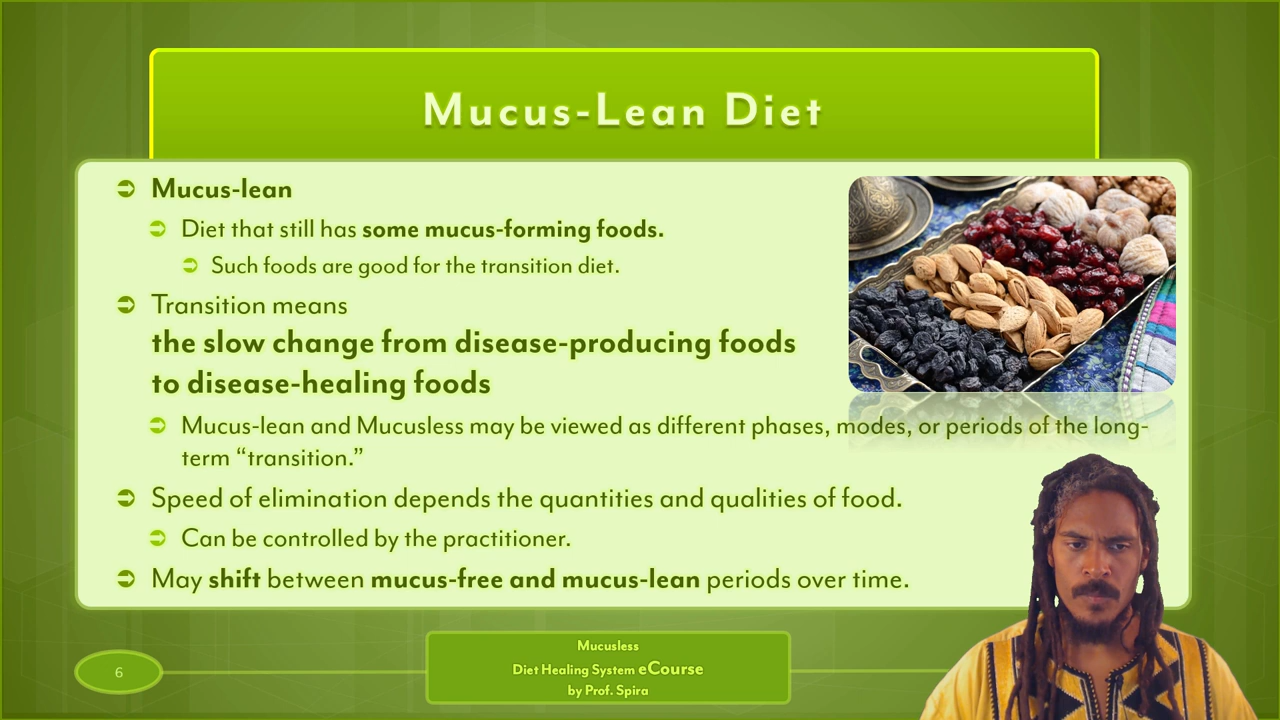 Mucus-Lean Diet
Mucus-lean
Diet that still has some mucus-forming foods.
Such foods are good for the transition diet.
Transition means
the slow change from disease-producing foods
to disease-healing foods
Mucus-lean and Mucusless may be viewed as different phases, modes, or periods of the long-
term “transition.”
Speed of elimination depends the quantities and qualities of food.
Can be controlled by the practitioner.
May shift between mucus-free and mucus-lean periods over time.
6
Mucusless
Diet Healing System eCourse
by Prof. Spira